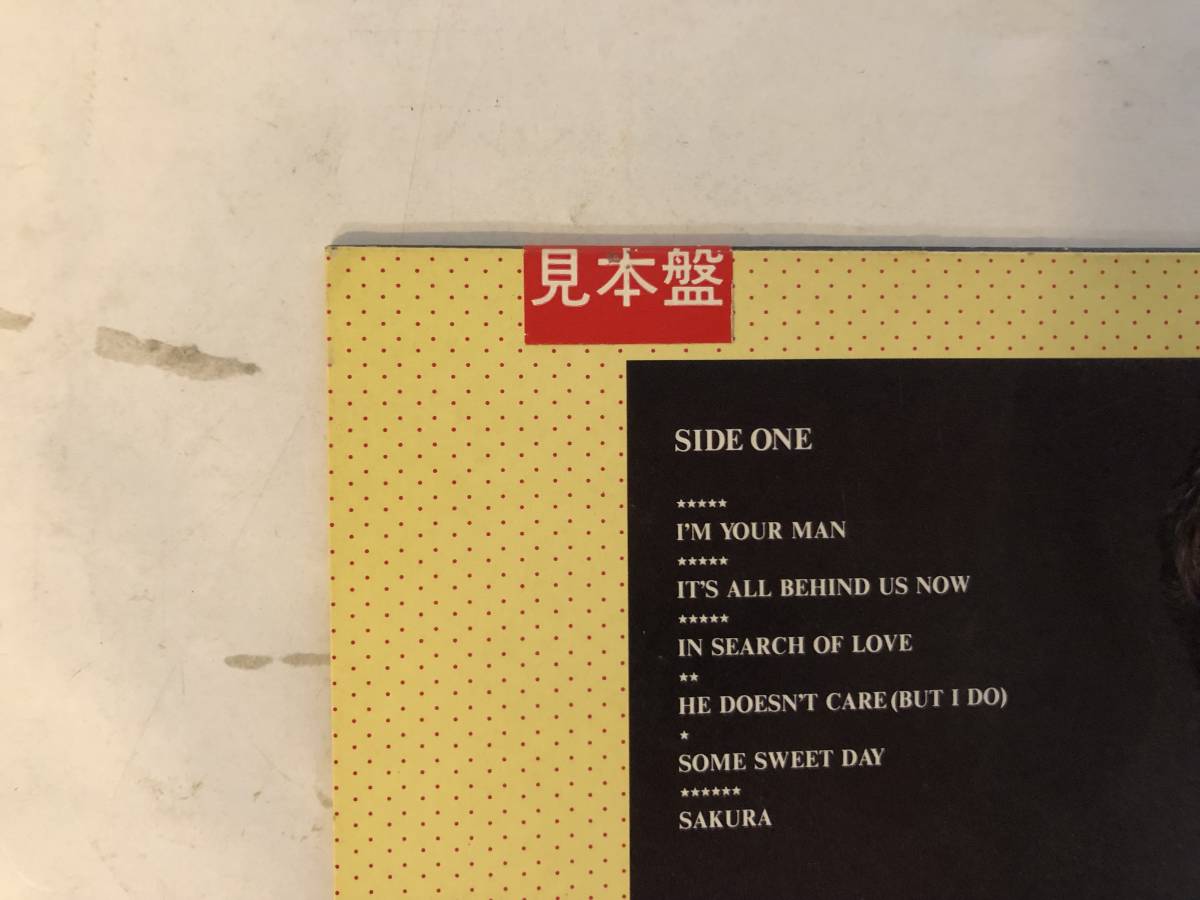 見本盤
SIDE ONE
★★★★★
I'M YOUR MAN
★★★★★
IT'S ALL BEHIND US NOW
★★★★★
IN SEARCH OF LOVE
★★
HE DOESN'T CARE (BUT I DO)
★
SOME SWEET DAY
★★★★★★
SAKURA